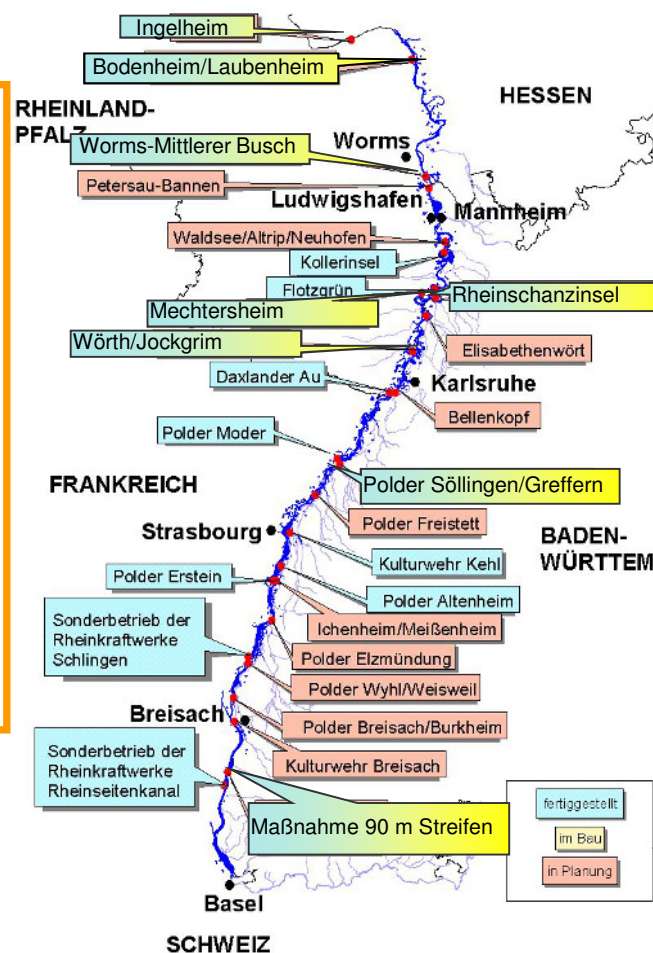 Ingelheim
Bodenheim/Laubenheim
HESSEN
RHEINLAND-
PFALZ
Worms
Worms-Mittlerer Busch
Petersau-Bannen
Ludwigshafen
Mannheim
Waldsee/Altrip/Neuhofen
Kollerinsel
Flotzgrün
Rheinschanzinsel
Mechtersheim
Wörth/Jockgrim
Elisabethenwört
Daxlander Au
Karlsruhe
Bellenkopf
Polder Moder
Polder Söllingen/Greffern
FRANKREICH
Polder Freistett
Strasbourg
BADEN-
WÜRTTEM
Kulturwehr Kehl
Polder Erstein
Polder Altenheim
Ichenheim/Meißenheim
Sonderbetrieb der
Rheinkraftwerke
Schlingen
Polder Elzmündung
Polder Wyhl/Weisweil
Breisach
Polder Breisach/Burkheim
Kulturwehr Breisach
Sonderbetrieb der
Rheinkraftwerke
Rheinseitenkanal
Maßnahme 90 m Streifen
fertiggestellt
im Bau
in Planung
Basel
SCHWEIZ